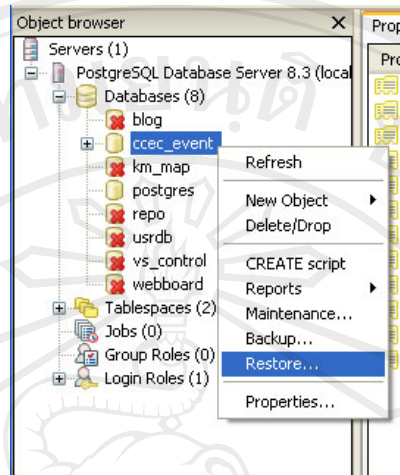 Object browser
Prop
Servers (1)
Pro
PostgreSQL Database Server 8.3 (local
Databases (8)
blog
ccec_event
km_map
postgres
repo
usrdb
vs_control
webboard
Tablespaces (2)
Jobs (0)
Group Roles (0)
Login Roles (1)
Refresh
New Object
Delete/Drop
CREATE script
Reports
Maintenance...
Backup...
Restore...
Properties...